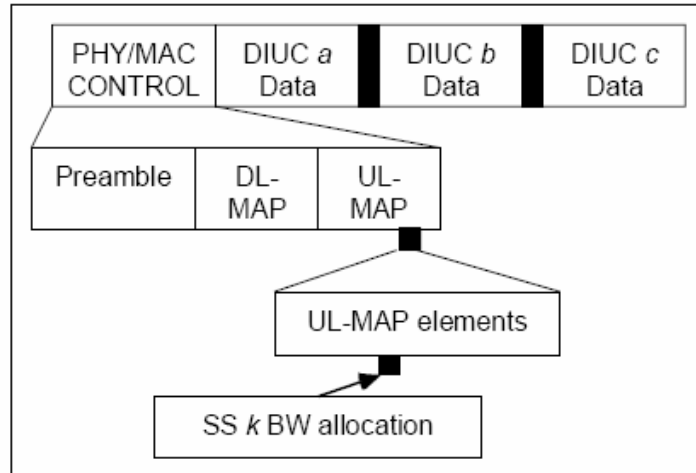 PHY/MAC
CONTROL
DIUC a
Data
DIUC b
Data
DIUC c
Data
Preamble
DL-
MAP
UL-
MAP
UL-MAP elements
SS k BW allocation